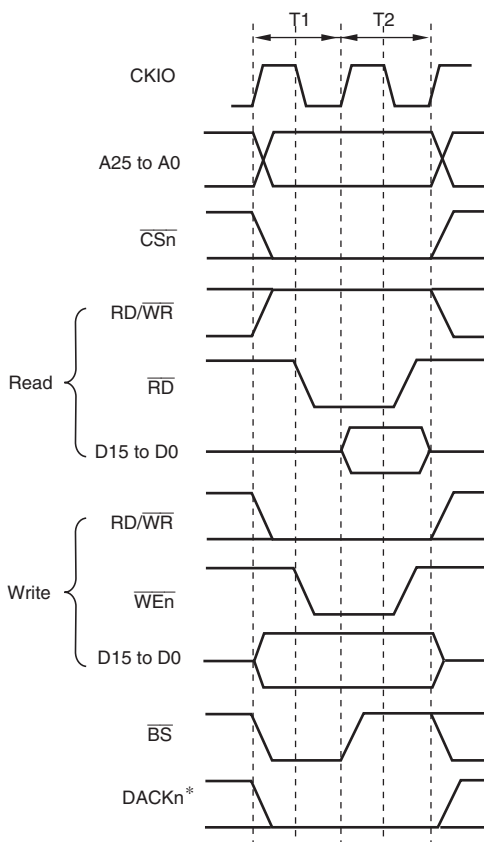 T1 T2
CKIO
A25 to A0
CSn
RD/WR
Read
RD
D15 to D0
RD/WR
Write
WEn
D15 to D0
BS
DACKn*